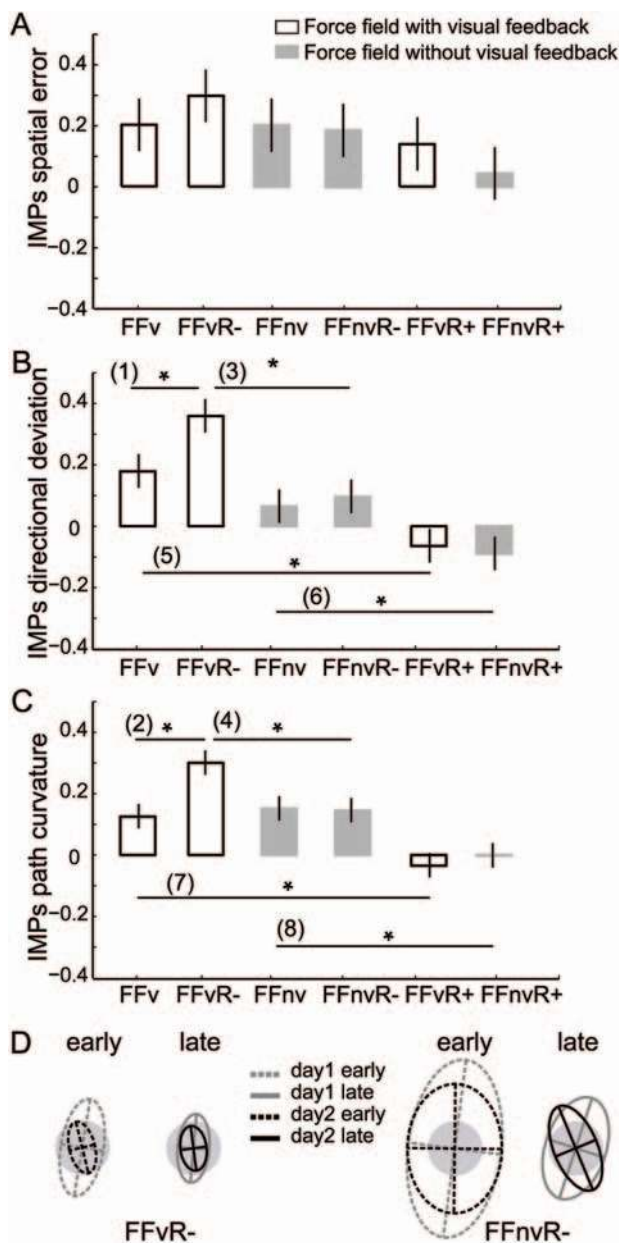 A
Force field with visual feedback
Force field without visual feedback
IMPs spatial error
0.4
0.2
0
−0.2
−0.4
FFv FFvR- FFnv FFnvR- FFvR+ FFnvR+
B
(1) * (3) *
IMPs directional deviation
0.4
0.2
0
−0.2
−0.4
(5) *
(6) *
FFv FFvR- FFnv FFnvR- FFvR+ FFnvR+
C
(2) * (4) *
IMPs path curvature
0.4
0.2
0
−0.2
−0.4
(7) *
(8) *
FFv FFvR- FFnv FFnvR- FFvR+ FFnvR+
D
early late
day1 early
day1 late
day2 early
day2 late
early late
FFvR- FFnvR-